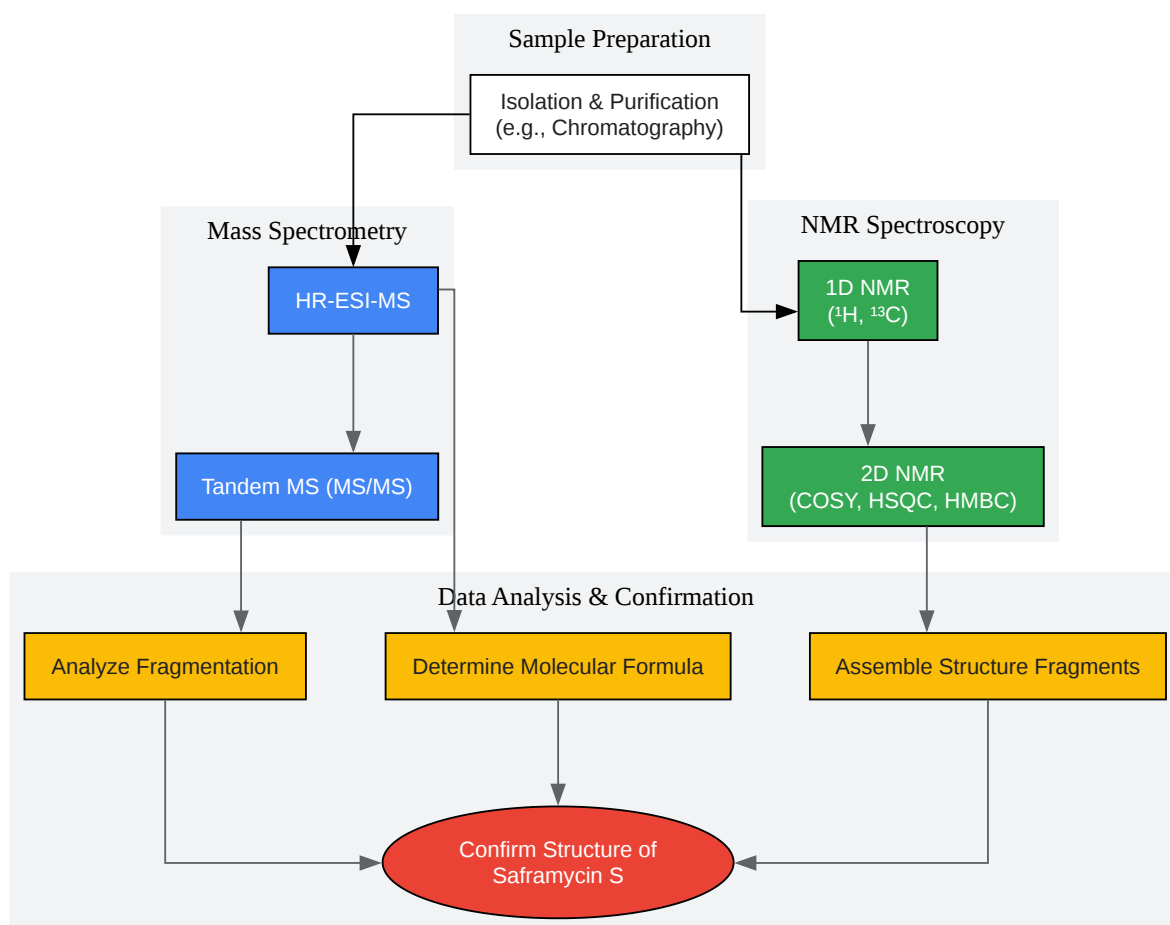 Sample Preparation
Isolation & Purification
(e.g., Chromatography)
Mass Spectrometry
HR-ESI-MS
Tandem MS (MS/MS)
NMR Spectroscopy
1D NMR
(¹H, ¹³C)
2D NMR
(COSY, HSQC, HMBC)
Data Analysis & Confirmation
Analyze Fragmentation
Determine Molecular Formula
Assemble Structure Fragments
Confirm Structure of
Saframycin S